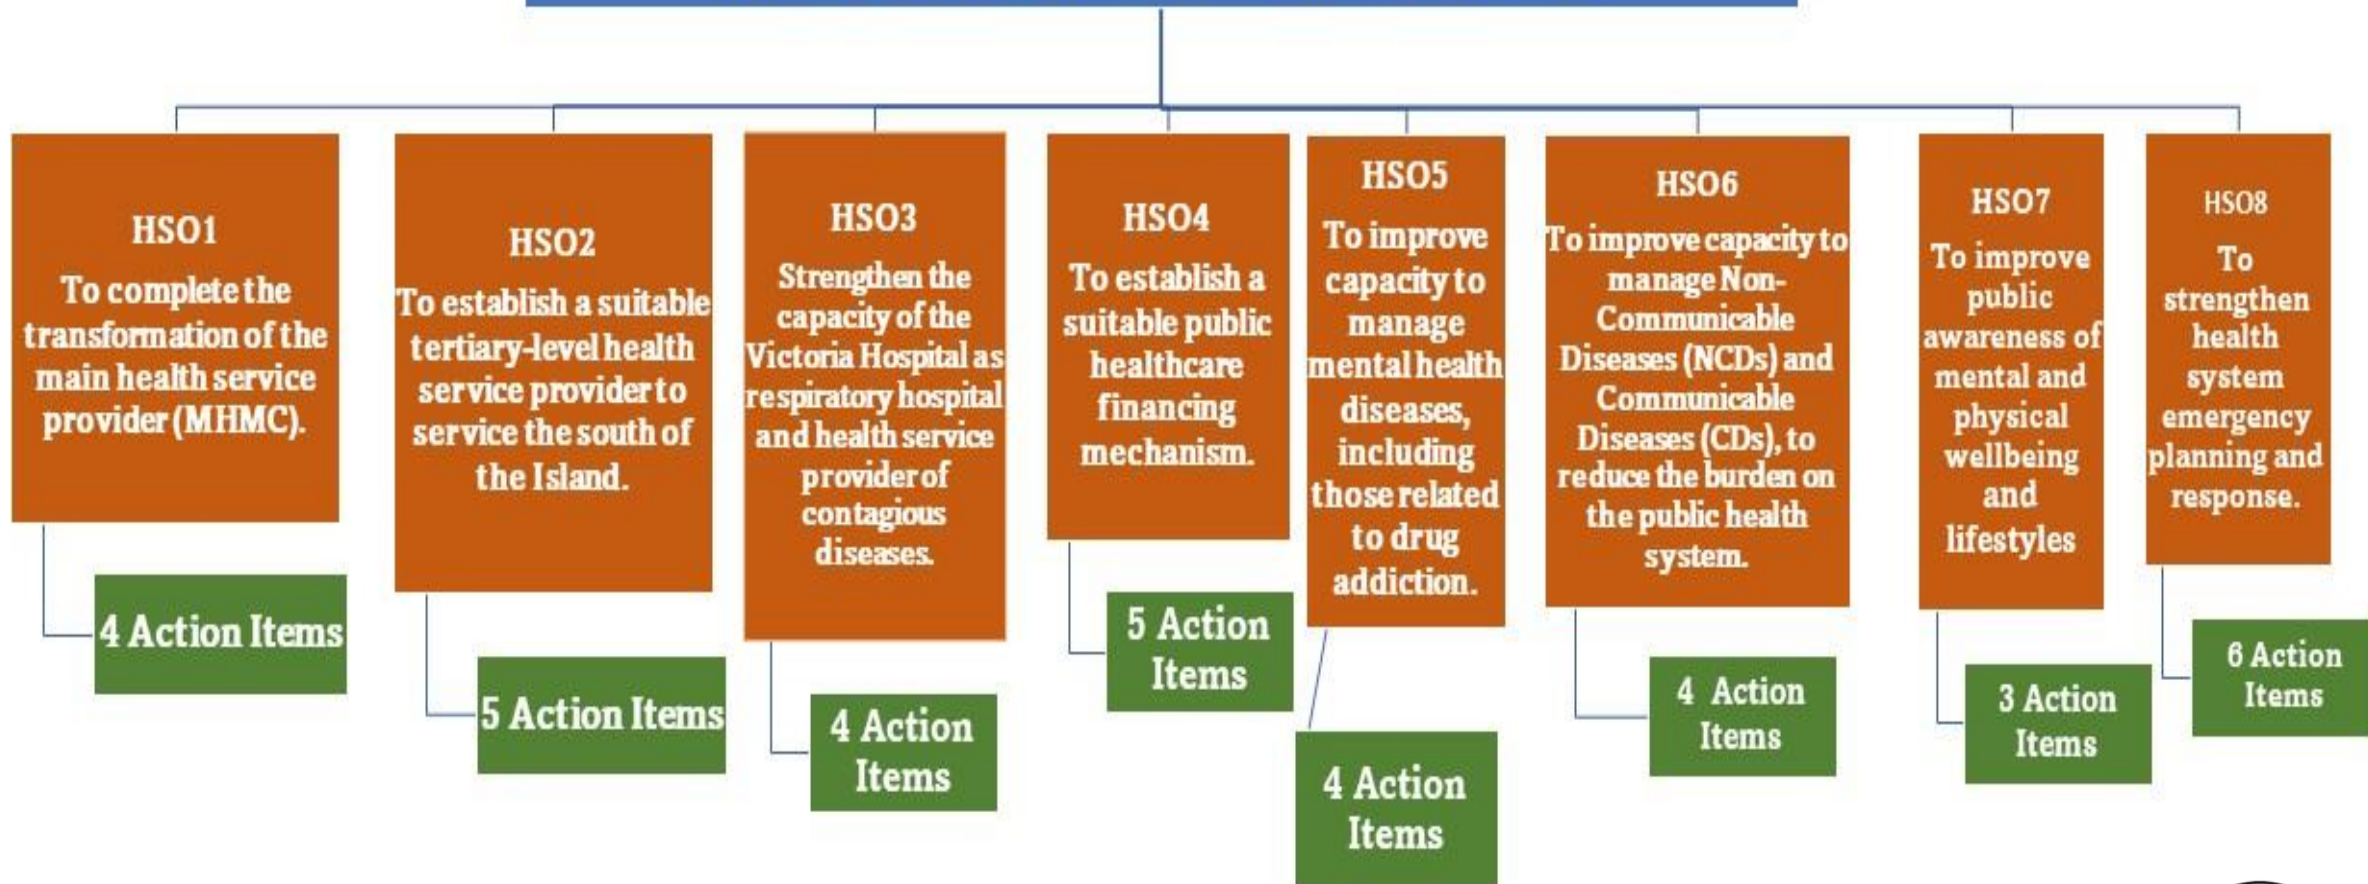 HSO1
To complete the
transformation of the
main health service
provider (MHMC).
4 Action Items
HSO2
To establish a suitable
tertiary-level health
service provider to
service the south of
the Island.
5 Action Items
HSO3
Strengthen the
capacity of the
Victoria Hospital as
respiratory hospital
and health service
provider of
contagious
diseases.
4 Action
Items
HSO4
To establish a
suitable public
healthcare
financing
mechanism.
5 Action
Items
HSO5
To improve
capacity to
manage
mental health
diseases,
including
those related
to drug
addiction.
4 Action
Items
HSO6
To improve capacity to
manage Non-
Communicable
Diseases (NCDs) and
Communicable
Diseases (CDs), to
reduce the burden on
the public health
system.
4 Action
Items
HSO7
To improve
public
awareness of
mental and
physical
wellbeing
and
lifestyles
3 Action
Items
HSO8
To
strengthen
health
system
emergency
planning and
response.
6 Action
Items